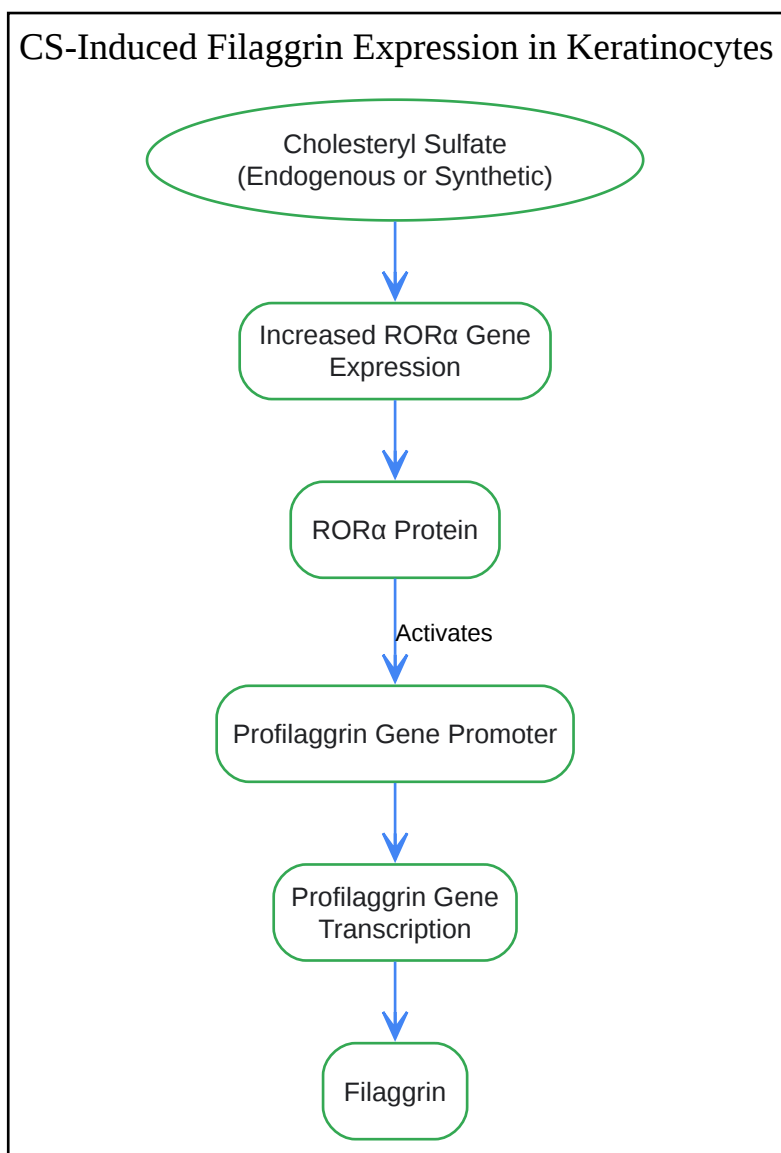 CS-Induced Filaggrin Expression in Keratinocytes
Cholesteryl Sulfate
(Endogenous or Synthetic)
Increased RORα Gene
Expression
RORα Protein
Activates
Profilaggrin Gene Promoter
Profilaggrin Gene
Transcription
Filaggrin